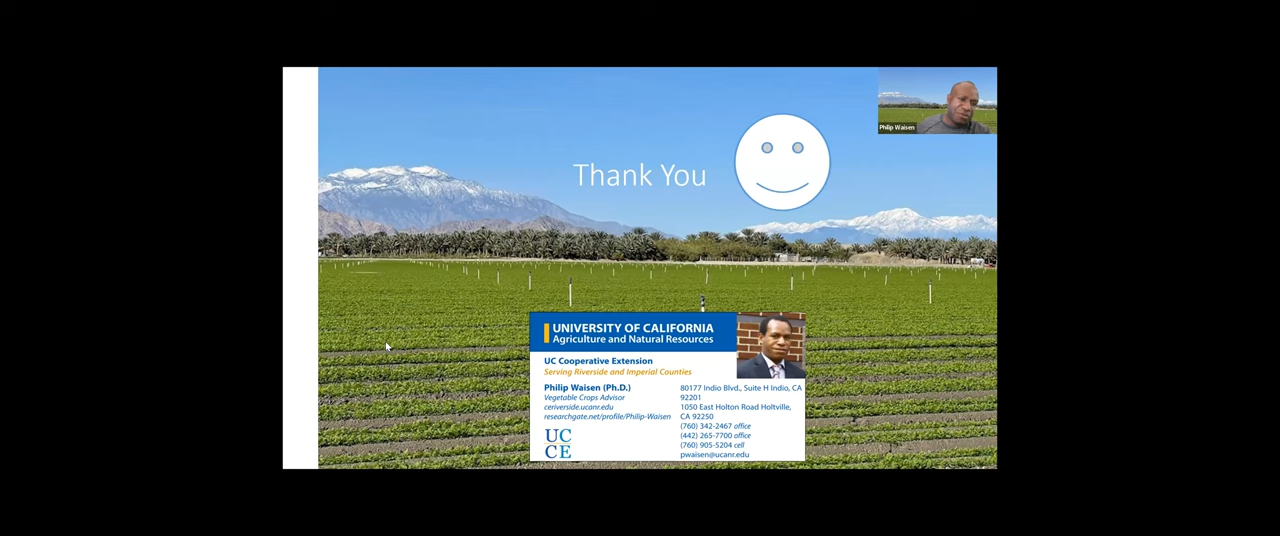 Philip Waisen
Thank You
UNIVERSITY OF CALIFORNIA
Agriculture and Natural Resources
UC Cooperative Extension
Serving Riverside and Imperial Counties
Philip Waisen (Ph.D.)
Vegetable Crops Advisor
ceriverside.ucanr.edu
researchgate.net/profile/Philip-Waisen
UC
CE
80177 Indio Blvd., Suite H Indio, CA
92201
1050 East Holton Road Holtville,
CA 92250
(760) 342-2467 office
(442) 265-7700 office
(760) 905-5204 cell
pwaisen@ucanr.edu